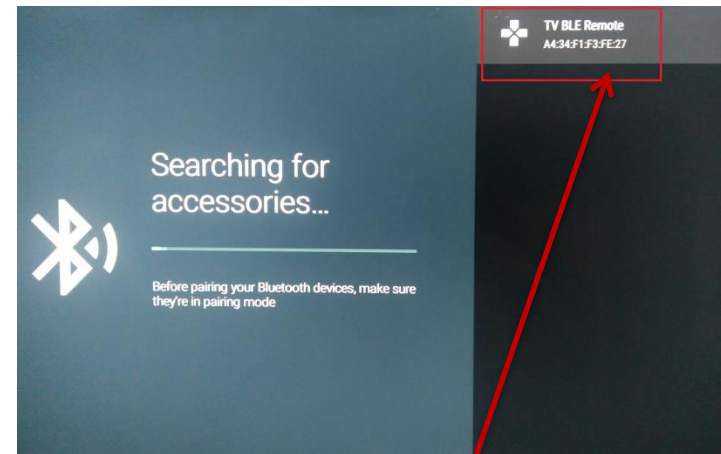 TV BLE Remote
A4:34:F1:F3:FE:27
Searching for
accessories...
Before pairing your Bluetooth devices, make sure
they're in pairing mode